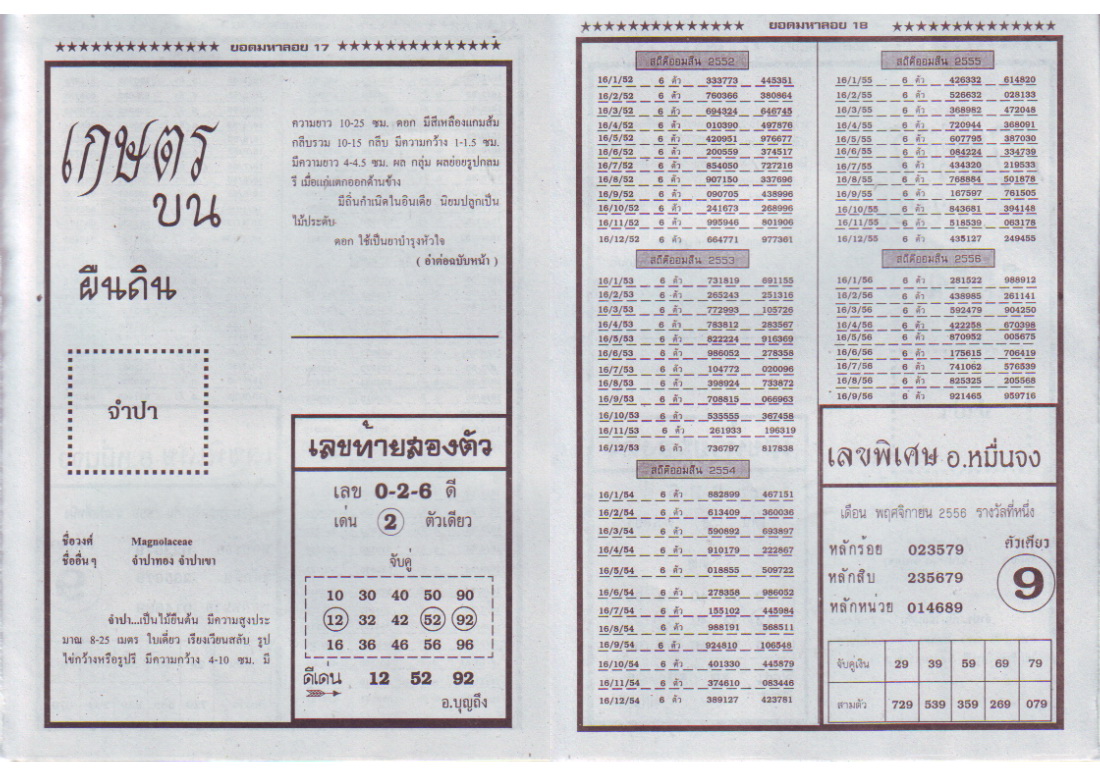 ★★★★★★★★★★★★★★ ยอดมหาลอย 17 ★★★★★★★★★★★★★★
เกษตร
บน
ผืนดิน
จำปา
ชื่อวงศ์ Magnolaceae
ชื่ออื่น ๆ จำปาทอง จำปาเขา
จำปา...เป็นไม้ยืนต้น มีความสูงประ
มาณ 8-25 เมตร ใบเดี่ยว เรียงเวียนสลับ รูป
ไข่กว้างหรือรูปรี มีความกว้าง 4-10 ซม. มี
ความยาว 10-25 ซม. ดอก มีสีเหลืองแกมส้ม
กลีบรวม 10-15 กลีบ มีความกว้าง 1-1.5 ซม.
มีความยาว 4-4.5 ซม. ผล กลุ่ม ผลย่อยรูปกลม
รี เมื่อแก่แตกออกด้านข้าง
มีถิ่นกำเนิดในอินเดีย นิยมปลูกเป็น
ไม้ประดับ
ดอก ใช้เป็นยาบำรุงหัวใจ
( อ่านต่อฉบับหน้า )
เลขท้ายสองตัว
เลข 0-2-6 ดี
เด่น 2 ตัวเดียว
จับคู่
10 30 40 50 90
12 32 42 52 92
16 36 46 56 96
ดีเด่น 12 52 92
อ.บุญถึง
★★★★★★★★★★★★★★ ยอดมหาลอย 18 ★★★★★★★★★★★★★★
สถิติออมสิน 2552
16/1/52 6 ตัว 333773 445351
16/2/52 6 ตัว 760366 380864
16/3/52 6 ตัว 694324 646745
16/4/52 6 ตัว 010390 497876
16/5/52 6 ตัว 420951 976677
16/6/52 6 ตัว 200559 374517
16/7/52 6 ตัว 854050 727216
16/8/52 6 ตัว 907150 337696
16/9/52 6 ตัว 090705 438996
16/10/52 6 ตัว 241673 268996
16/11/52 6 ตัว 995946 801906
16/12/52 6 ตัว 664771 977361
สถิติออมสิน 2553
16/1/53 6 ตัว 731819 691155
16/2/53 6 ตัว 265243 251316
16/3/53 6 ตัว 772993 105726
16/4/53 6 ตัว 783812 283567
16/5/53 6 ตัว 822224 916369
16/6/53 6 ตัว 986052 278358
16/7/53 6 ตัว 104772 020096
16/8/53 6 ตัว 398924 733872
16/9/53 6 ตัว 708815 066963
16/10/53 6 ตัว 535555 367458
16/11/53 6 ตัว 261933 196319
16/12/53 6 ตัว 736797 817838
สถิติออมสิน 2554
16/1/54 6 ตัว 882899 467151
16/2/54 6 ตัว 613409 360036
16/3/54 6 ตัว 590892 693897
16/4/54 6 ตัว 910179 222867
16/5/54 6 ตัว 018855 509722
16/6/54 6 ตัว 278358 986052
16/7/54 6 ตัว 155102 445984
16/8/54 6 ตัว 988191 568511
16/9/54 6 ตัว 924810 106548
16/10/54 6 ตัว 401330 445879
16/11/54 6 ตัว 374610 083446
16/12/54 6 ตัว 389127 423781
สถิติออมสิน 2555
16/1/55 6 ตัว 426332 614820
16/2/55 6 ตัว 526632 028133
16/3/55 6 ตัว 368982 472048
16/4/55 6 ตัว 720944 368091
16/5/55 6 ตัว 607795 387030
16/6/55 6 ตัว 084224 334739
16/7/55 6 ตัว 434320 219533
16/8/55 6 ตัว 768884 501878
16/9/55 6 ตัว 167597 761505
16/10/55 6 ตัว 843681 394148
16/11/55 6 ตัว 518539 063176
16/12/55 6 ตัว 435127 249455
สถิติออมสิน 2556
16/1/56 6 ตัว 281522 988912
16/2/56 6 ตัว 438985 261141
16/3/56 6 ตัว 592479 904250
16/4/56 6 ตัว 422258 670398
16/5/56 6 ตัว 870952 005675
16/6/56 6 ตัว 175615 706419
16/7/56 6 ตัว 741062 576539
16/8/56 6 ตัว 825325 205568
16/9/56 6 ตัว 921465 959716
เลขพิเศษ อ.หมื่นจง
เดือน พฤศจิกายน 2556 รางวัลที่หนึ่ง
หลักร้อย 023579 ตัวเดียว
หลักสิบ 235679 9
หลักหน่วย 014689
จับคู่เงิน 29 39 59 69 79
สามตัว 729 539 359 269 079